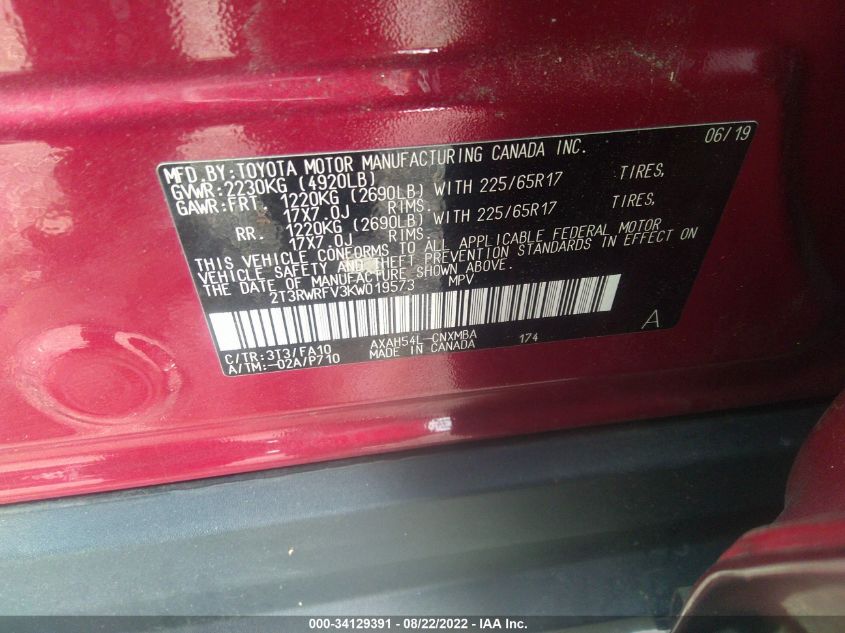 06/19
MFD.BY:TOYOTA MOTOR MANUFACTURING CANADA INC.
GVWR:2230KG (4920LB)
GAWR:FRT. 1220KG (2690LB) WITH 225/65R17 TIRES,
17X7.0J RIMS.
RR. 1220KG (2690LB) WITH 225/65R17 TIRES,
17X7.0J RIMS.
THIS VEHICLE CONFORMS TO ALL APPLICABLE FEDERAL MOTOR
VEHICLE SAFETY AND THEFT PREVENTION STANDARDS IN EFFECT ON
THE DATE OF MANUFACTURE SHOWN ABOVE.
2T3RWRFV3KW019573 MPV
A
C/TR:3T3/FA10 AXAH54L-CNXMBA 174
A/TM:-02A/P710 MADE IN CANADA
000-34129391 - 08/22/2022 - IAA Inc.